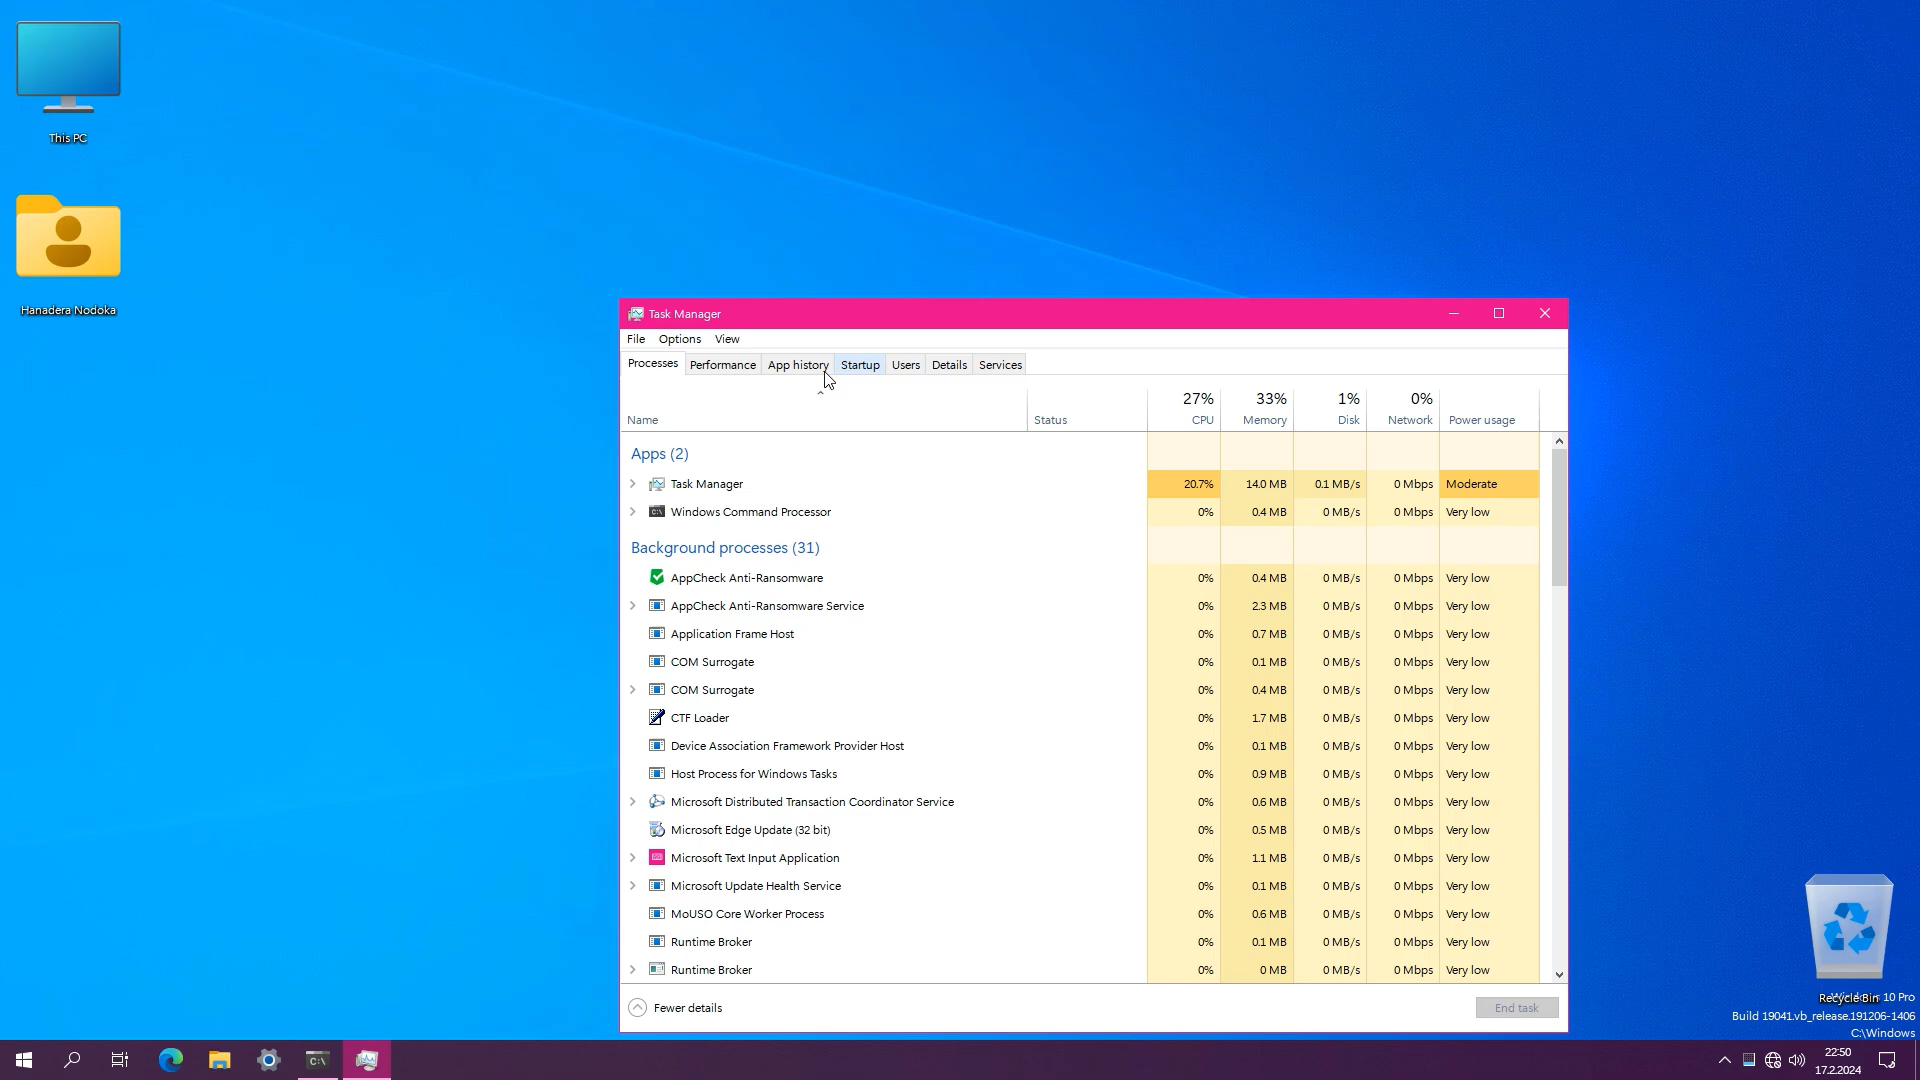 This PC
Hanadera Nodoka
Task Manager
File Options View
Processes Performance App history Startup Users Details Services
27% 33% 1% 0%
Name Status CPU Memory Disk Network Power usage
Apps (2)
Task Manager 20.7% 14.0 MB 0.1 MB/s 0 Mbps Moderate
Windows Command Processor 0% 0.4 MB 0 MB/s 0 Mbps Very low
Background processes (31)
AppCheck Anti-Ransomware 0% 0.4 MB 0 MB/s 0 Mbps Very low
AppCheck Anti-Ransomware Service 0% 2.3 MB 0 MB/s 0 Mbps Very low
Application Frame Host 0% 0.7 MB 0 MB/s 0 Mbps Very low
COM Surrogate 0% 0.1 MB 0 MB/s 0 Mbps Very low
COM Surrogate 0% 0.4 MB 0 MB/s 0 Mbps Very low
CTF Loader 0% 1.7 MB 0 MB/s 0 Mbps Very low
Device Association Framework Provider Host 0% 0.1 MB 0 MB/s 0 Mbps Very low
Host Process for Windows Tasks 0% 0.9 MB 0 MB/s 0 Mbps Very low
Microsoft Distributed Transaction Coordinator Service 0% 0.6 MB 0 MB/s 0 Mbps Very low
Microsoft Edge Update (32 bit) 0% 0.5 MB 0 MB/s 0 Mbps Very low
Microsoft Text Input Application 0% 1.1 MB 0 MB/s 0 Mbps Very low
Microsoft Update Health Service 0% 0.1 MB 0 MB/s 0 Mbps Very low
MoUSO Core Worker Process 0% 0.6 MB 0 MB/s 0 Mbps Very low
Runtime Broker 0% 0.1 MB 0 MB/s 0 Mbps Very low
Runtime Broker 0% 0 MB 0 MB/s 0 Mbps Very low
Fewer details End task
Recycle Bin
10 Pro
Build 19041.vb_release.191206-1406
C:\Windows
22:50
17.2.2024